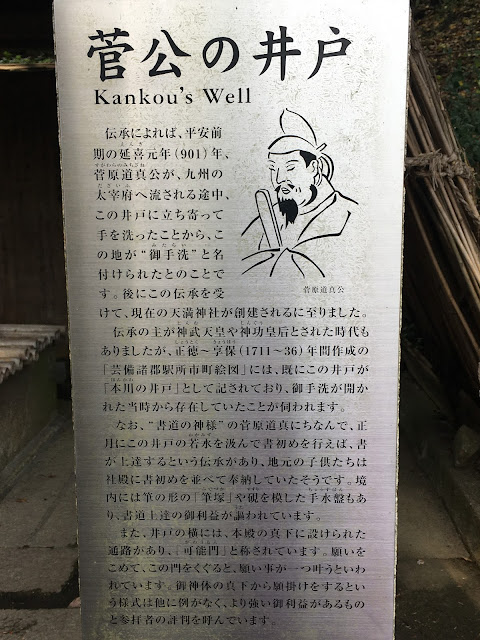 菅公の井戸
Kankou's Well
伝承によれば、平安前
期の延喜元年(901)年、
菅原道真公が、九州の
太宰府へ流される途中、
この井戸に立ち寄って
手を洗ったことから、こ
の地が“御手洗”と名
付けられたとのことで
す。後にこの伝承を受
けて、現在の天満神社が創建されるに至りました。
菅原道真公
伝承の主が神武天皇や神功皇后とされた時代も
ありましたが、正徳～享保(1711～36)年間作成の
「芸備諸郡駅所市町絵図」には、既にこの井戸が
「本川の井戸」として記されており、御手洗が開か
れた当時から存在していたことが伺われます。
なお、“書道の神様”の菅原道真にちなんで、正
月にこの井戸の若水を汲んで書初めを行えば、書
が上達するという伝承があり、地元の子供たちは
社殿に書初めを並べて奉納していたそうです。境
内には筆の形の「筆塚」や硯を模した手水盤もあ
り、書道上達の御利益が謳われています。
また、井戸の横には、本殿の真下に設けられた
通路があり、「可能門」と称されています。願いを
こめて、この門をくぐると、願い事が一つ叶うといわ
れています。御神体の真下から願掛けをするとい
う様式は他に例がなく、より強い御利益があるもの
と参拝者の評判を呼んでいます。